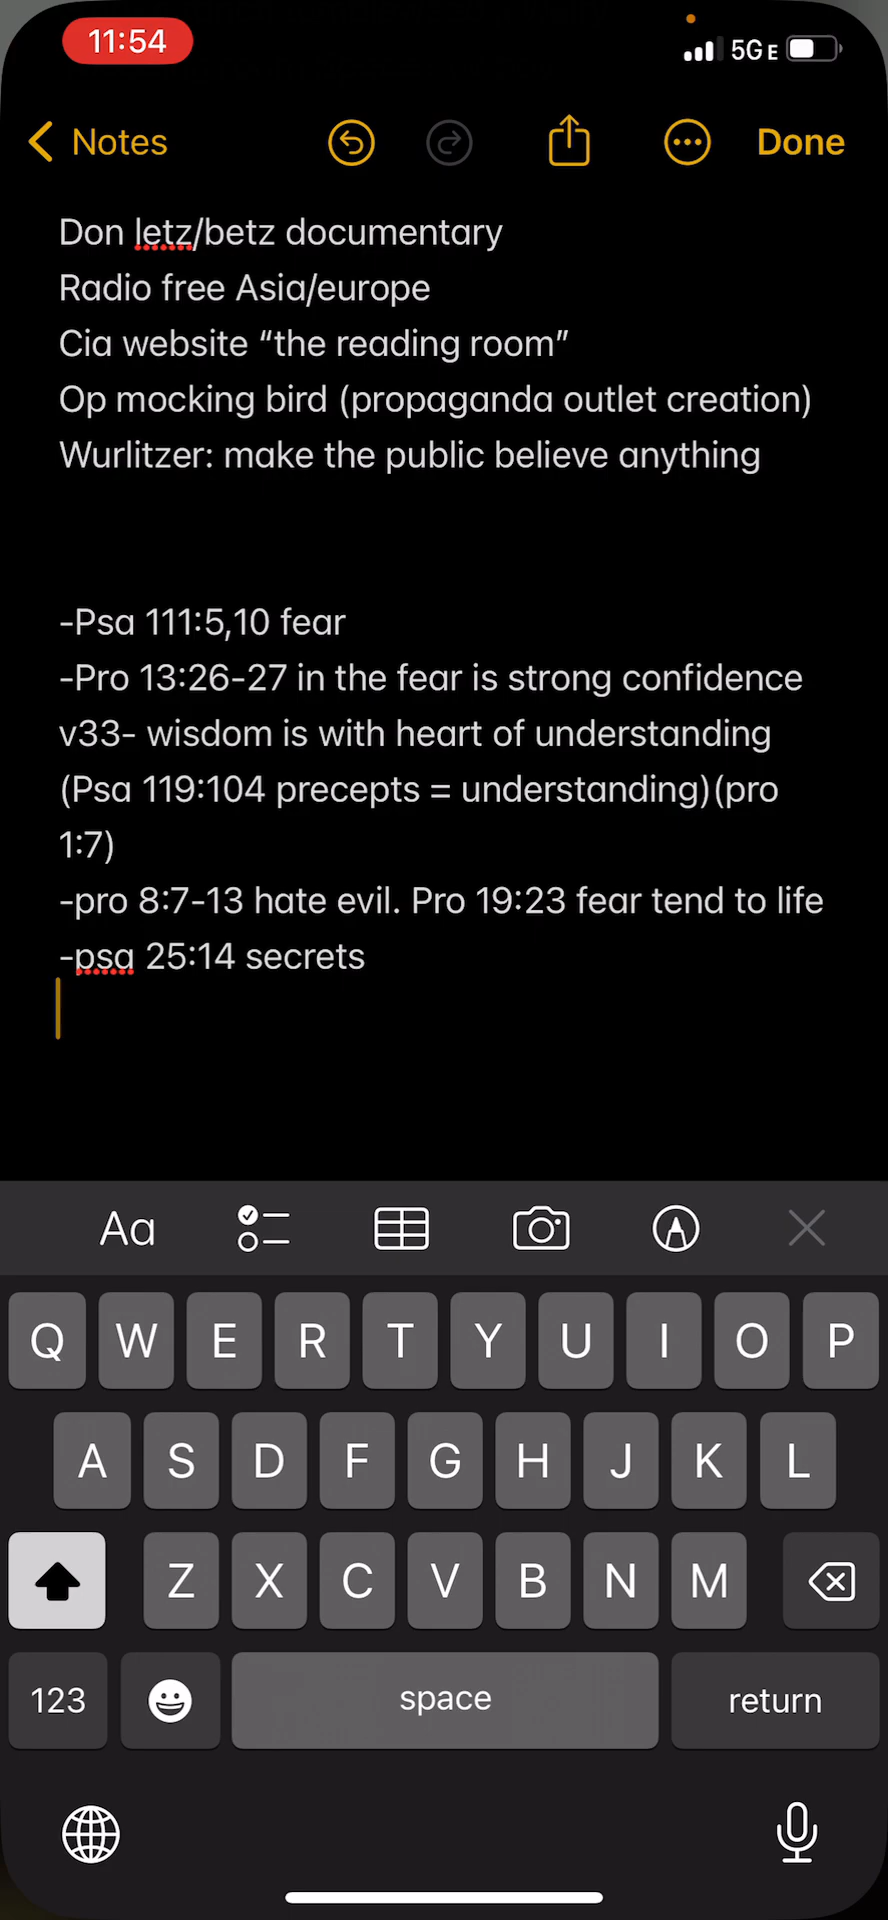 11:54
5GE
Notes
Done
Don letz/betz documentary
Radio free Asia/europe
Cia website “the reading room”
Op mocking bird (propaganda outlet creation)
Wurlitzer: make the public believe anything
-Psa 111:5,10 fear
-Pro 13:26-27 in the fear is strong confidence
v33- wisdom is with heart of understanding
(Psa 119:104 precepts = understanding)(pro
1:7)
-pro 8:7-13 hate evil. Pro 19:23 fear tend to life
-psa 25:14 secrets
Aa
Q W E R T Y U I O P
A S D F G H J K L
Z X C V B N M
123 space return